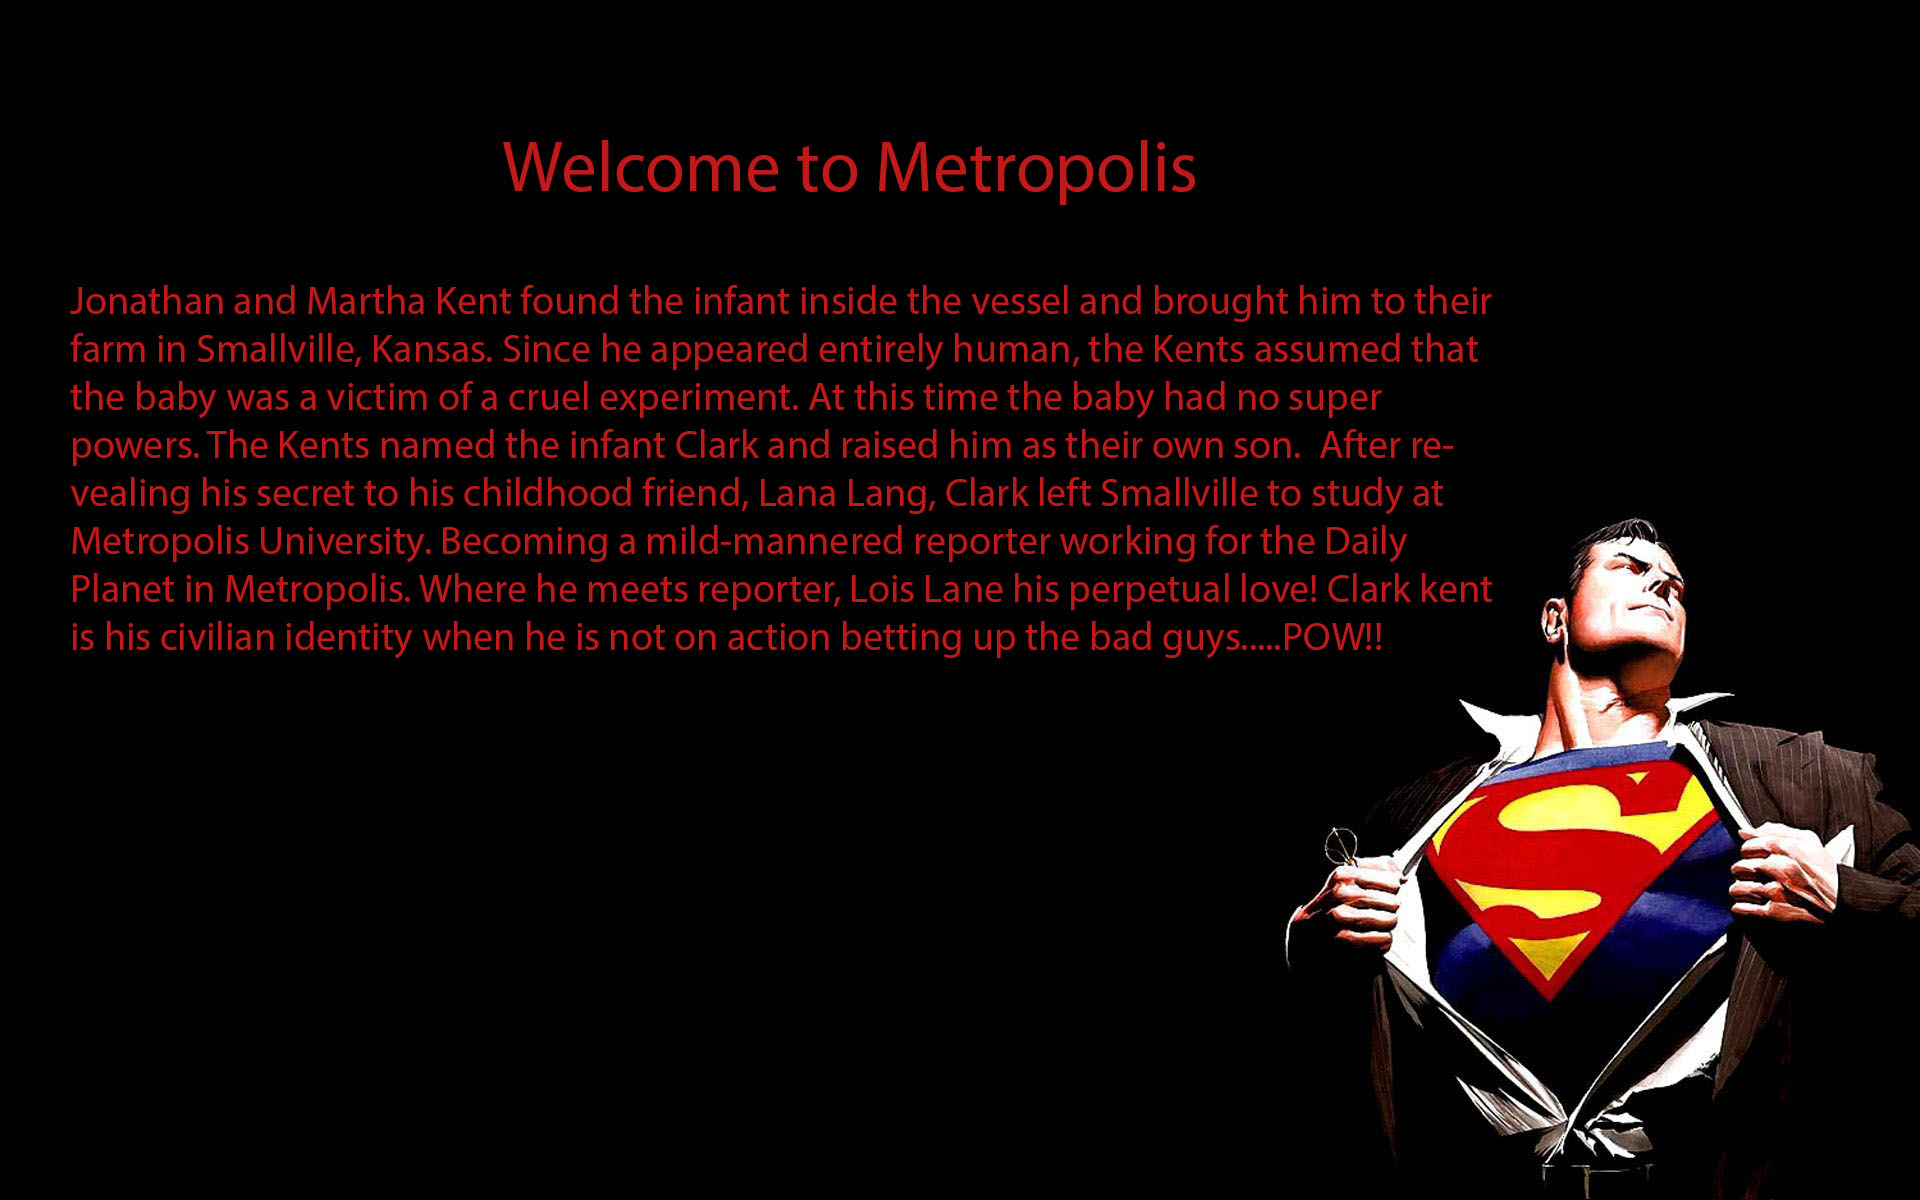 Welcome to Metropolis
Jonathan and Martha Kent found the infant inside the vessel and brought him to their
farm in Smallville, Kansas. Since he appeared entirely human, the Kents assumed that
the baby was a victim of a cruel experiment. At this time the baby had no super
powers. The Kents named the infant Clark and raised him as their own son.  After re-
vealing his secret to his childhood friend, Lana Lang, Clark left Smallville to study at
Metropolis University. Becoming a mild-mannered reporter working for the Daily
Planet in Metropolis. Where he meets reporter, Lois Lane his perpetual love! Clark kent
is his civilian identity when he is not on action betting up the bad guys.....POW!!
S